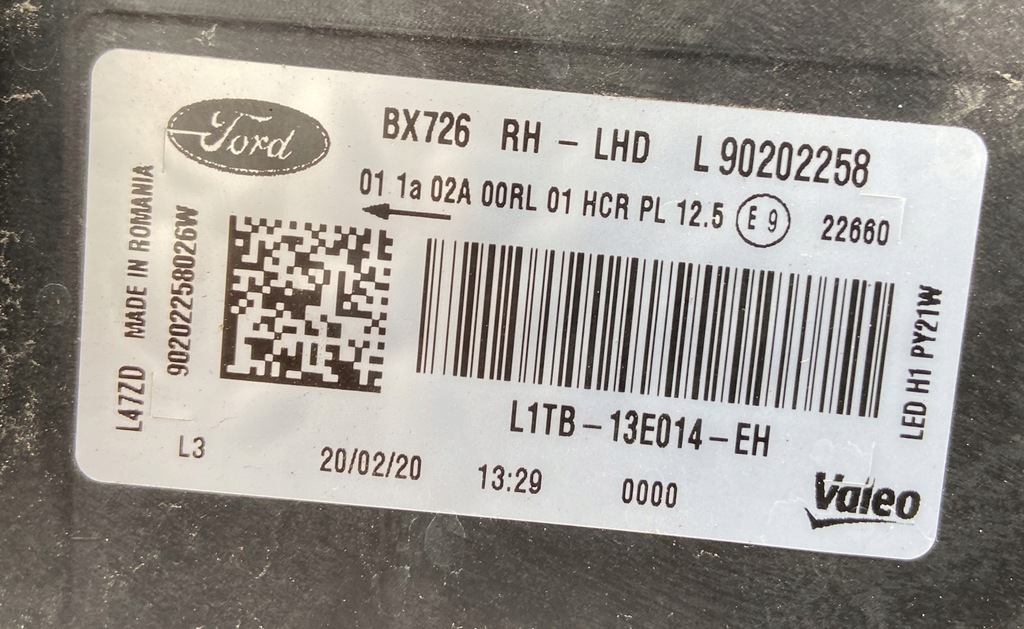 Ford
BX726 RH - LHD L 90202258
01 1a 02A 00RL 01 HCR PL 12.5 E 9 22660
L47ZD MADE IN ROMANIA
90202258026W
LED H1 PY21W
L1TB - 13E014 - EH
L3 20/02/20 13:29 0000
Valeo